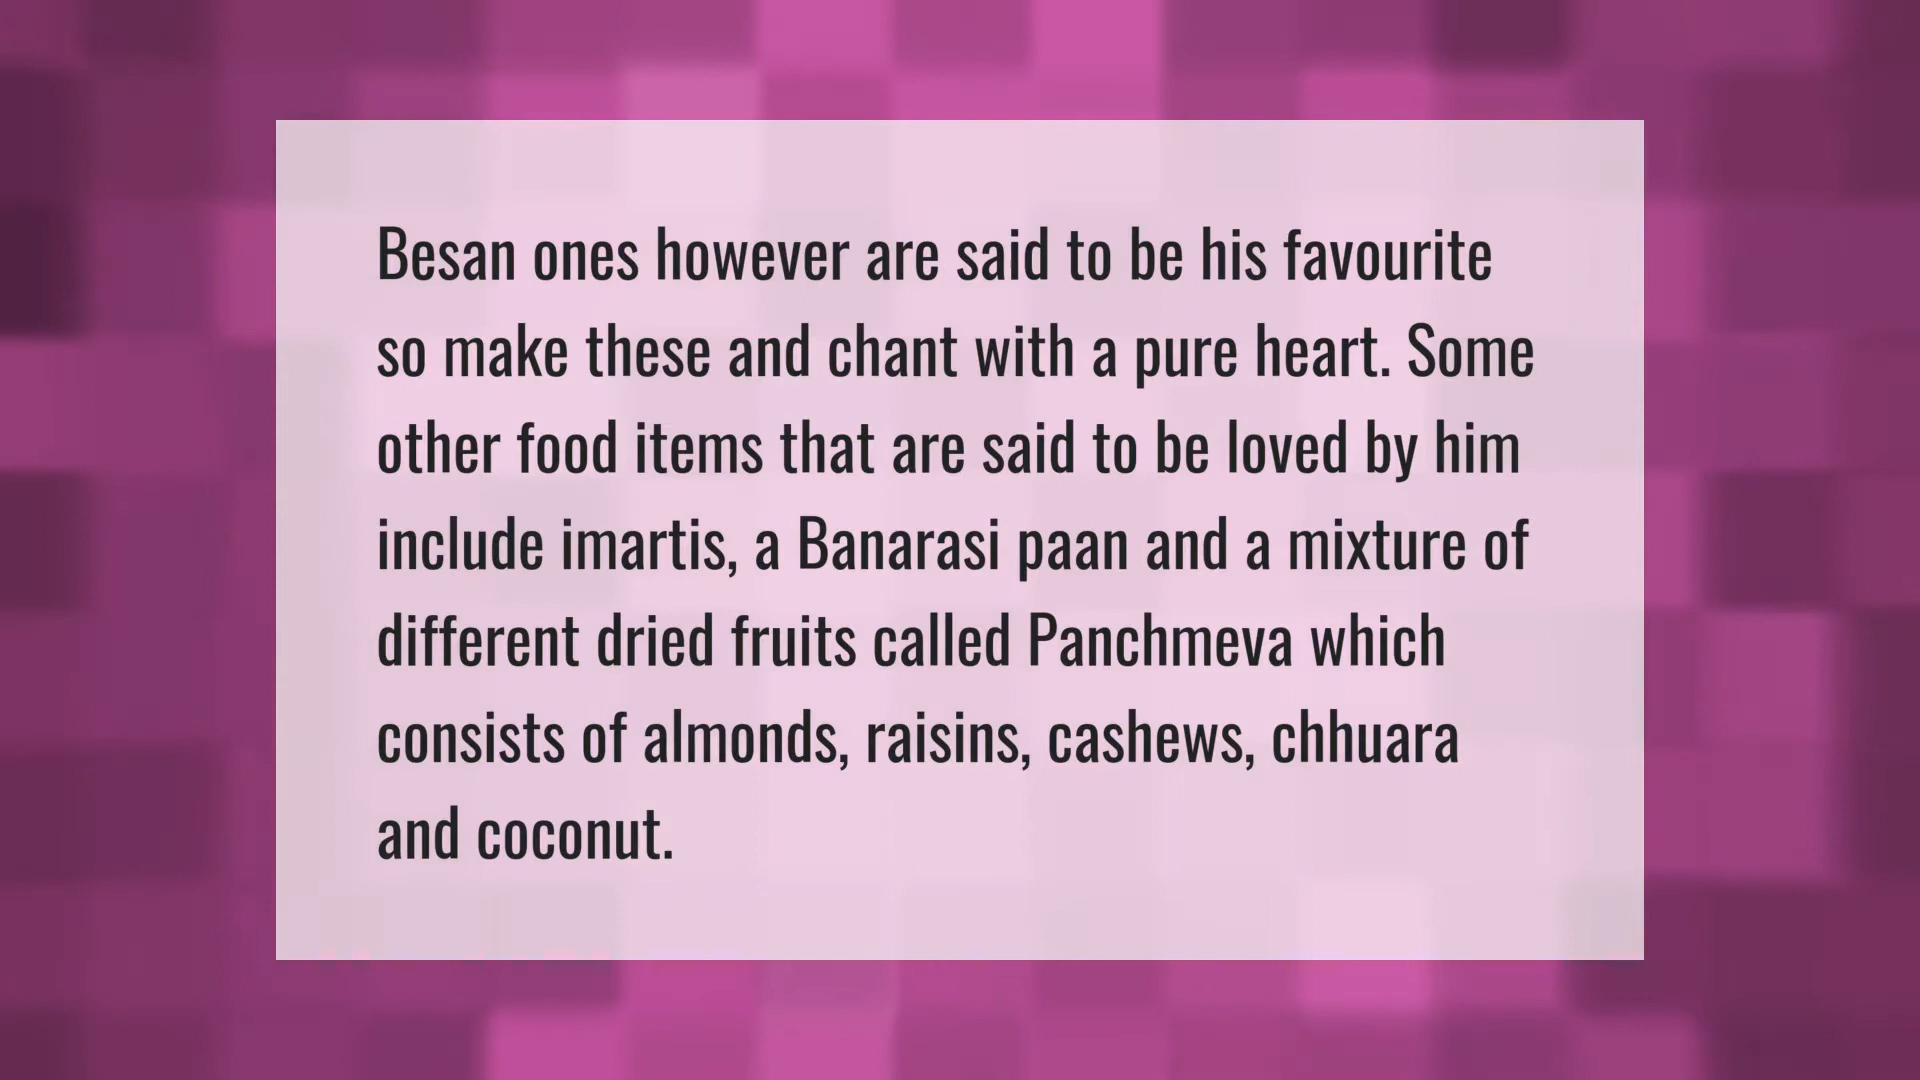 Besan ones however are said to be his favourite
so make these and chant with a pure heart. Some
other food items that are said to be loved by him
include imartis, a Banarasi paan and a mixture of
different dried fruits called Panchmeva which
consists of almonds, raisins, cashews, chhuara
and coconut.